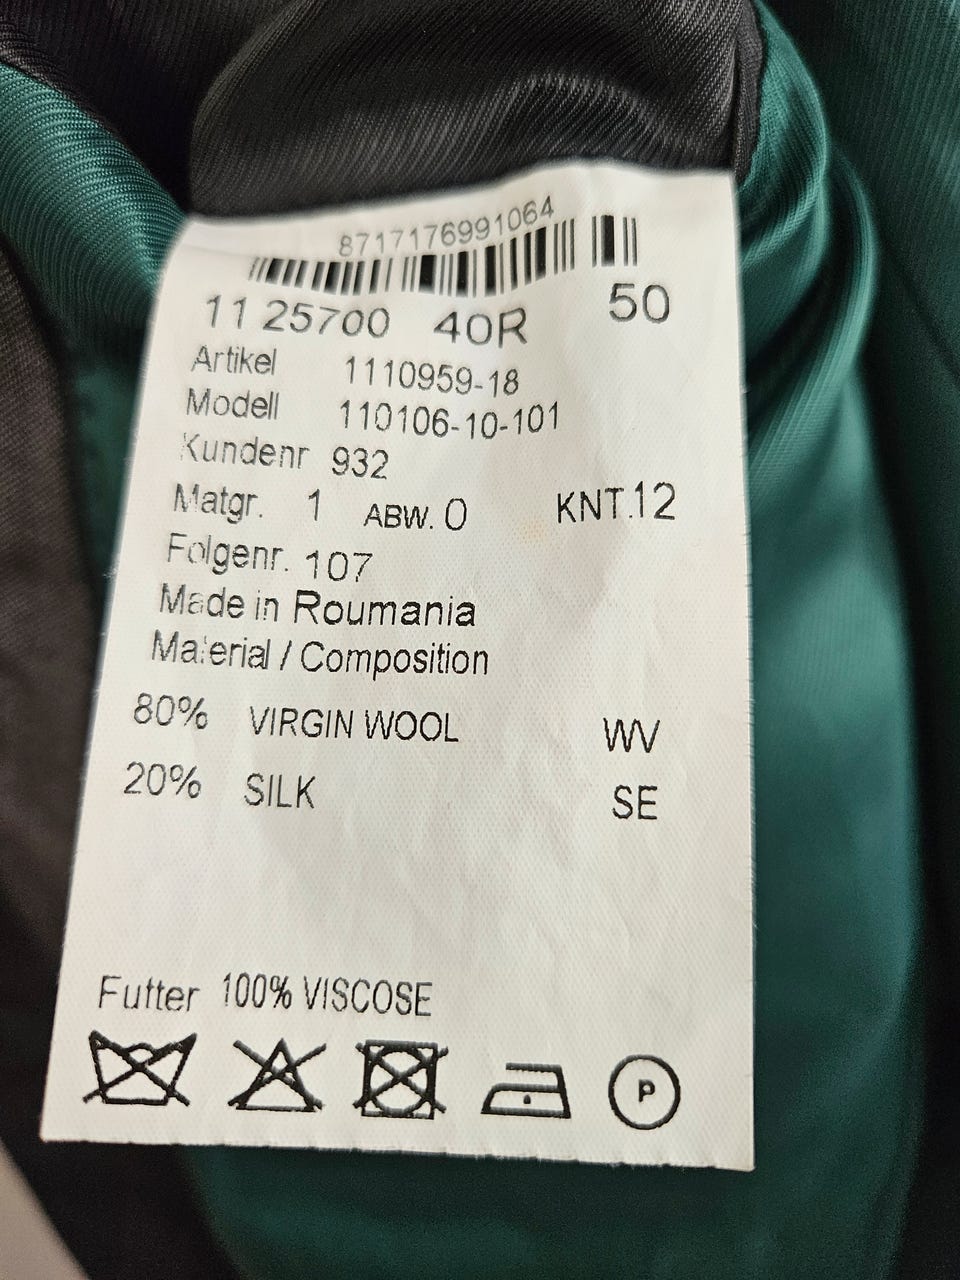 8717176991064
11 25700 40R 50
Artikel 1110959-18
Modell 110106-10-101
Kundenr 932
Matgr. 1 ABW. 0 KNT.12
Folgenr. 107
Made in Roumania
Material / Composition
80% VIRGIN WOOL WV
20% SILK SE
Futter 100% VISCOSE
P